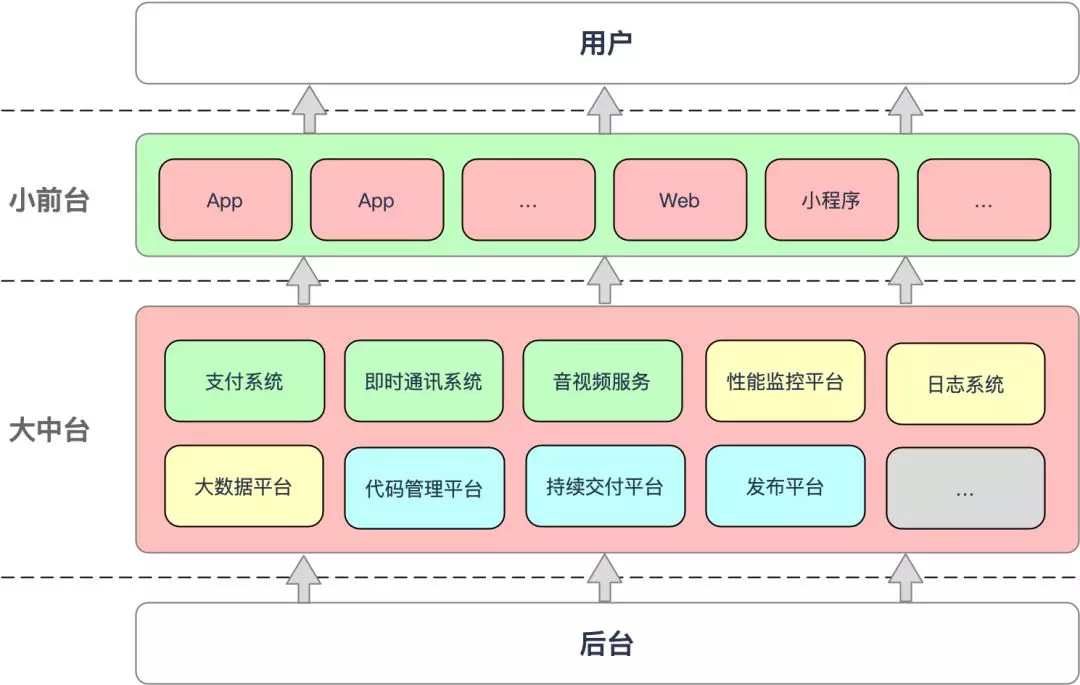 用户
小前台
App
App
...
Web
小程序
...
大中台
支付系统
即时通讯系统
音视频服务
性能监控平台
日志系统
大数据平台
代码管理平台
持续交付平台
发布平台
...
后台